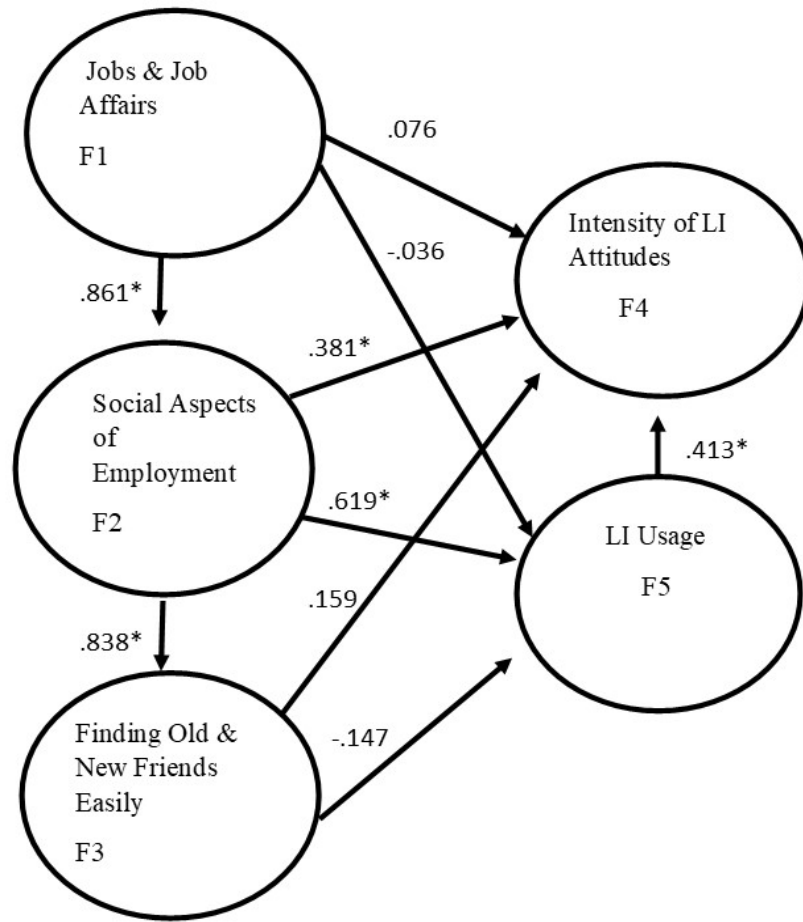 Jobs & Job
Affairs
F1
.076
Intensity of LI
Attitudes
F4
-.036
.861*
.381*
Social Aspects
of
Employment
F2
.413*
.619*
LI Usage
F5
.159
.838*
Finding Old &
New Friends
Easily
F3
-.147